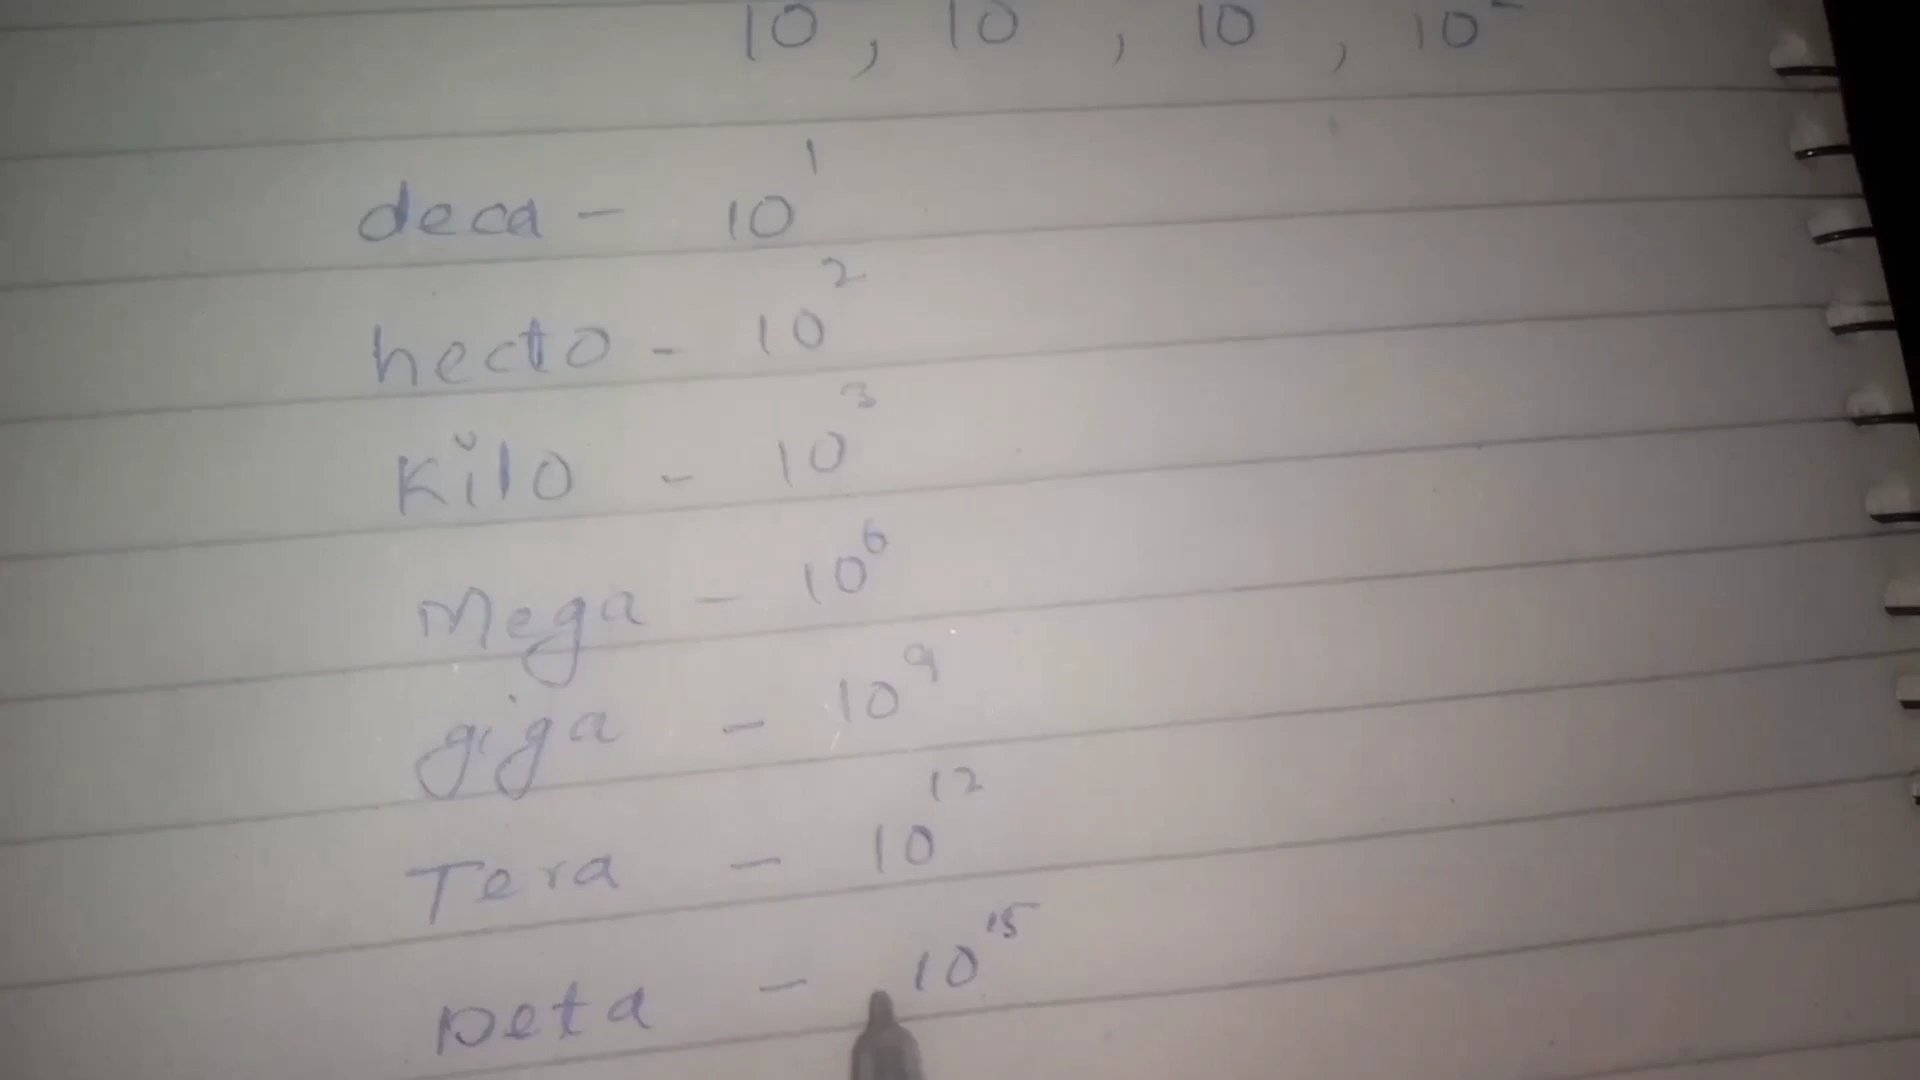 10 , 10 , 10 , 10
deca - 10¹
hecto - 10²
Kilo - 10³
Mega - 10⁶
giga - 10⁹
Tera - 10¹²
peta - 10¹⁵